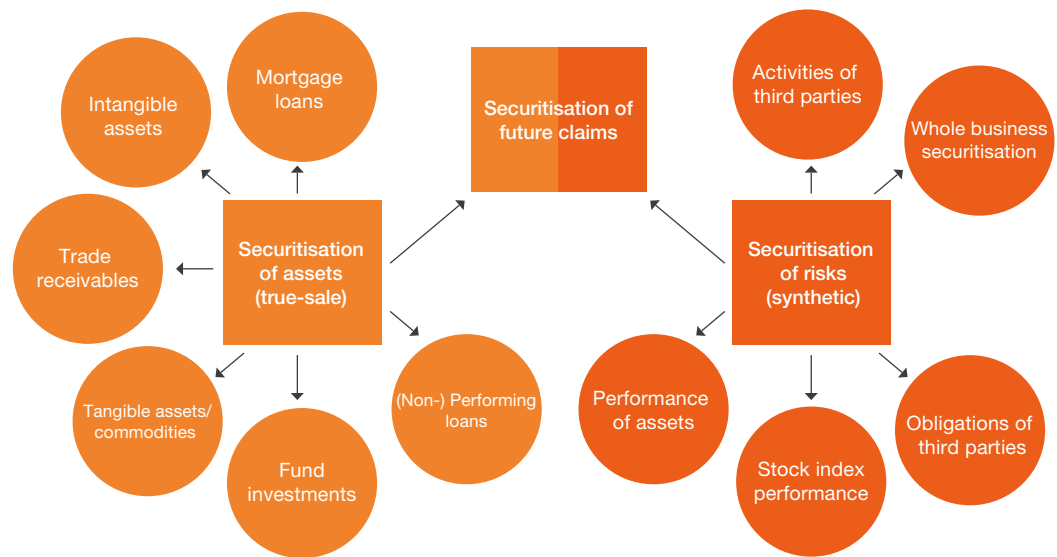 Mortgage
loans
Intangible
assets
Trade
receivables
Securitisation
of assets
(true-sale)
Tangible assets/
commodities
Fund
investments
(Non-) Performing
loans
Securitisation of
future claims
Activities of
third parties
Whole business
securitisation
Securitisation
of risks
(synthetic)
Performance
of assets
Stock index
performance
Obligations of
third parties